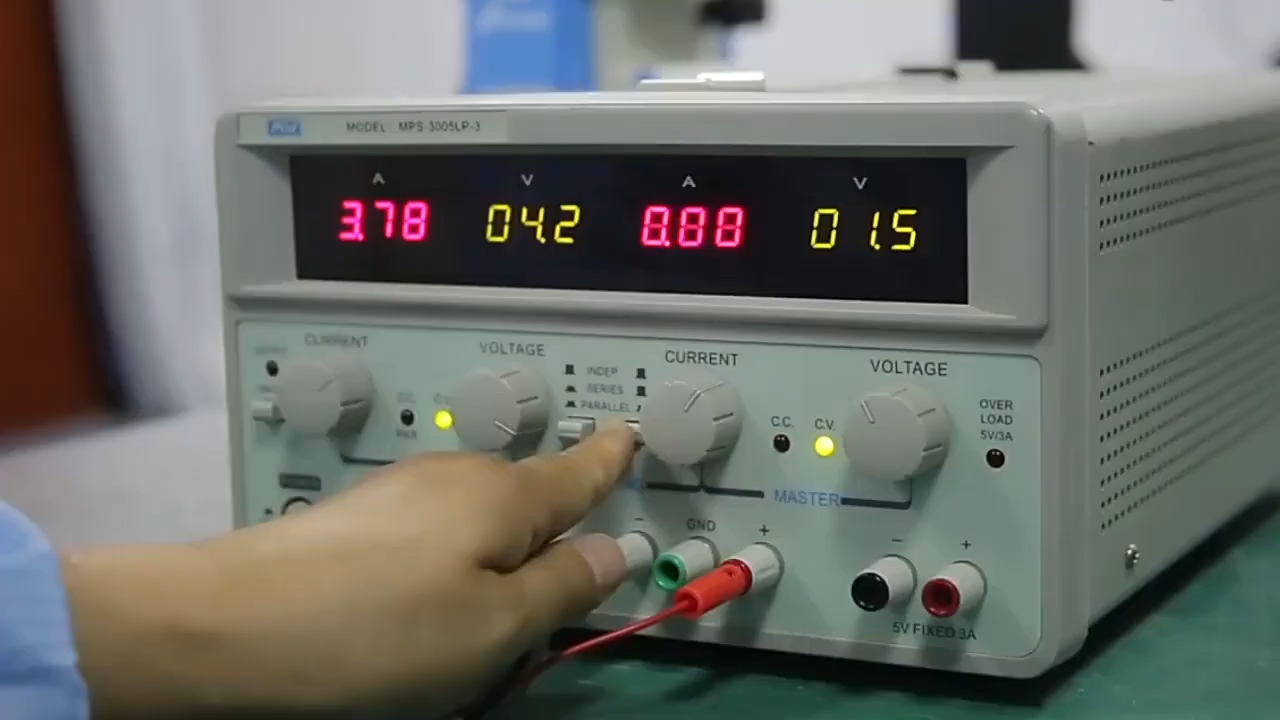 MODEL MPS-3005LP-3
A V A V
3.78 04.2 8.88 01.5
CURRENT VOLTAGE CURRENT VOLTAGE
INDEP
SERIES
PARALLEL
C.C. C.V.
OVER
LOAD
5V/3A
MASTER
- GND +
- +
5V FIXED 3A